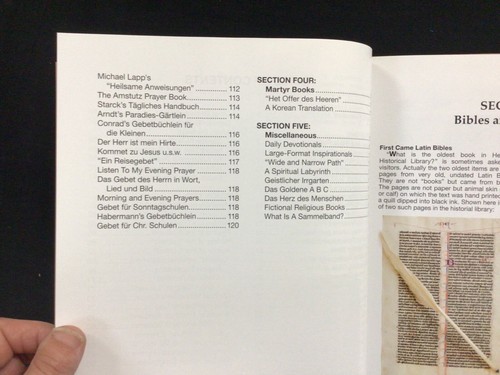 Michael Lapp's
"Heilsame Anweisungen" ............. 112
The Amstutz Prayer Book ............ 113
Starck's Tägliches Handbuch ....... 114
Arndt's Paradies-Gärtlein ............. 114
Conrad's Gebetbüchlein für
die Kleinen ................................ 116
Der Herr ist mein Hirte ................. 116
Kommet zu Jesus u.s.w. ............. 116
"Ein Reisegebet" ......................... 117
Listen To My Evening Prayer ....... 118
Das Gebet des Herrn in Wort,
Lied und Bild ............................. 118
Morning and Evening Prayers ...... 118
Gebet für Sonntagschulen ........... 118
Habermann's Gebetbüchlein ....... 118
Gebet für Chr. Schulen ................ 120
SECTION FOUR:
Martyr Books
"Het Offer des Heeren"
A Korean Translation
SECTION FIVE:
Miscellaneous
Daily Devotionals
Large-Format Inspirationals
"Wide and Narrow Path"
A Spiritual Labyrinth
Geistlicher Irrgarten
Das Goldene A B C
Das Herz des Menschen
Fictional Religious Books
What Is A Sammelband?
Bibles
First Came Latin Bibles
"What is the oldest book in
Historical Library?" is sometimes
visitors. Actually the two oldest items are
pages from very old, undated Latin
They are not "books" but came from
The pages are not paper but animal skin
or calf) on which the text was hand printed
a quill dipped into black ink. Shown here
of two such pages in the historical library.